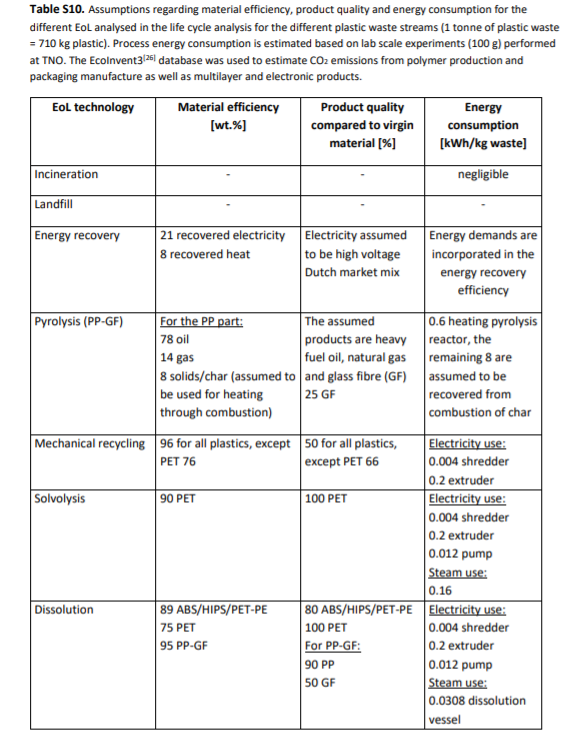 Table S10. Assumptions regarding material efficiency, product quality and energy consumption for the
different EoL analysed in the life cycle analysis for the different plastic waste streams (1 tonne of plastic waste
= 710 kg plastic). Process energy consumption is estimated based on lab scale experiments (100 g) performed
at TNO. The EcoInvent3[26] database was used to estimate CO₂ emissions from polymer production and
packaging manufacture as well as multilayer and electronic products.
EoL technology
Material efficiency
[wt.%]
Product quality
compared to virgin
material [%]
Energy
consumption
[kWh/kg waste]
Incineration
-
-
negligible
Landfill
-
-
-
Energy recovery
21 recovered electricity
8 recovered heat
Electricity assumed
to be high voltage
Dutch market mix
Energy demands are
incorporated in the
energy recovery
efficiency
Pyrolysis (PP-GF)
For the PP part:
78 oil
14 gas
8 solids/char (assumed to
be used for heating
through combustion)
The assumed
products are heavy
fuel oil, natural gas
and glass fibre (GF)
25 GF
0.6 heating pyrolysis
reactor, the
remaining 8 are
assumed to be
recovered from
combustion of char
Mechanical recycling
96 for all plastics, except
PET 76
50 for all plastics,
except PET 66
Electricity use:
0.004 shredder
0.2 extruder
Solvolysis
90 PET
100 PET
Electricity use:
0.004 shredder
0.2 extruder
0.012 pump
Steam use:
0.16
Dissolution
89 ABS/HIPS/PET-PE
75 PET
95 PP-GF
80 ABS/HIPS/PET-PE
100 PET
For PP-GF:
90 PP
50 GF
Electricity use:
0.004 shredder
0.2 extruder
0.012 pump
Steam use:
0.0308 dissolution
vessel